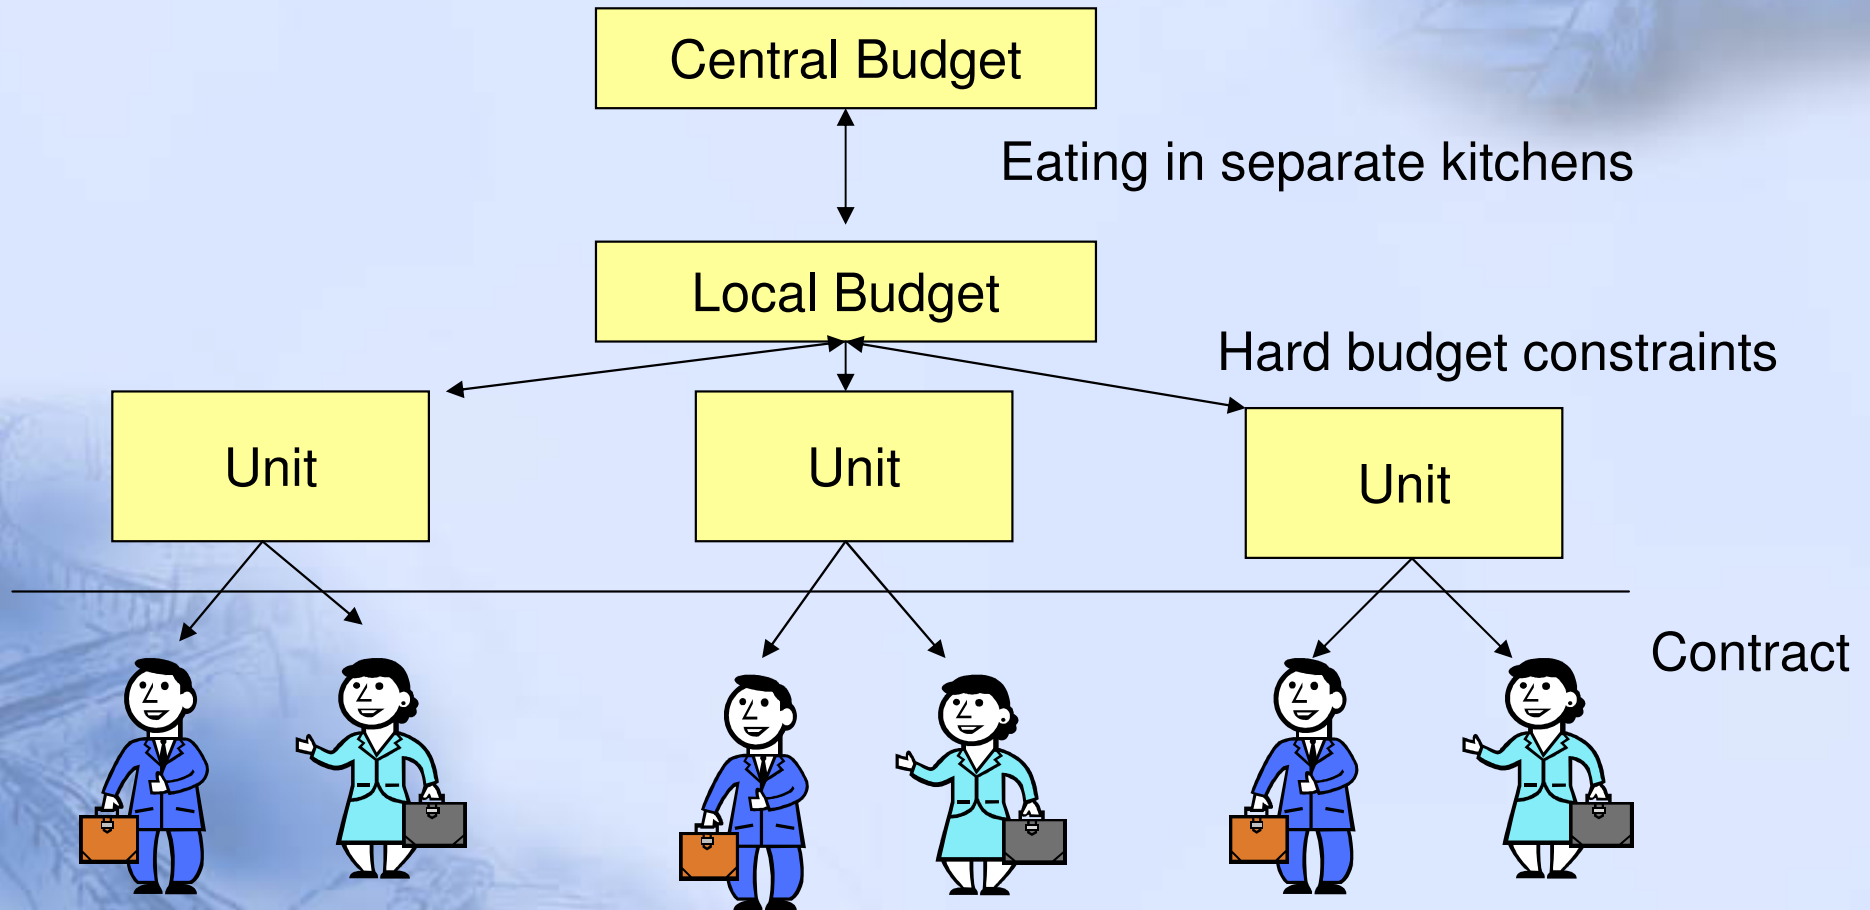 Central Budget
Eating in separate kitchens
Local Budget
Hard budget constraints
Unit
Unit
Unit
Contract